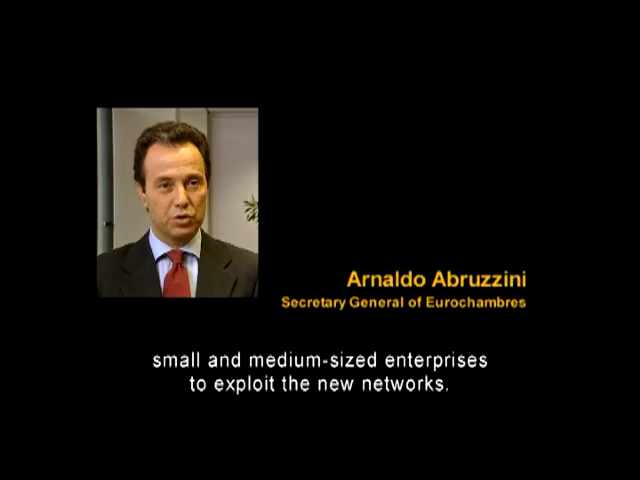 Arnaldo Abruzzini
Secretary General of Eurochambres
small and medium-sized enterprises
to exploit the new networks.